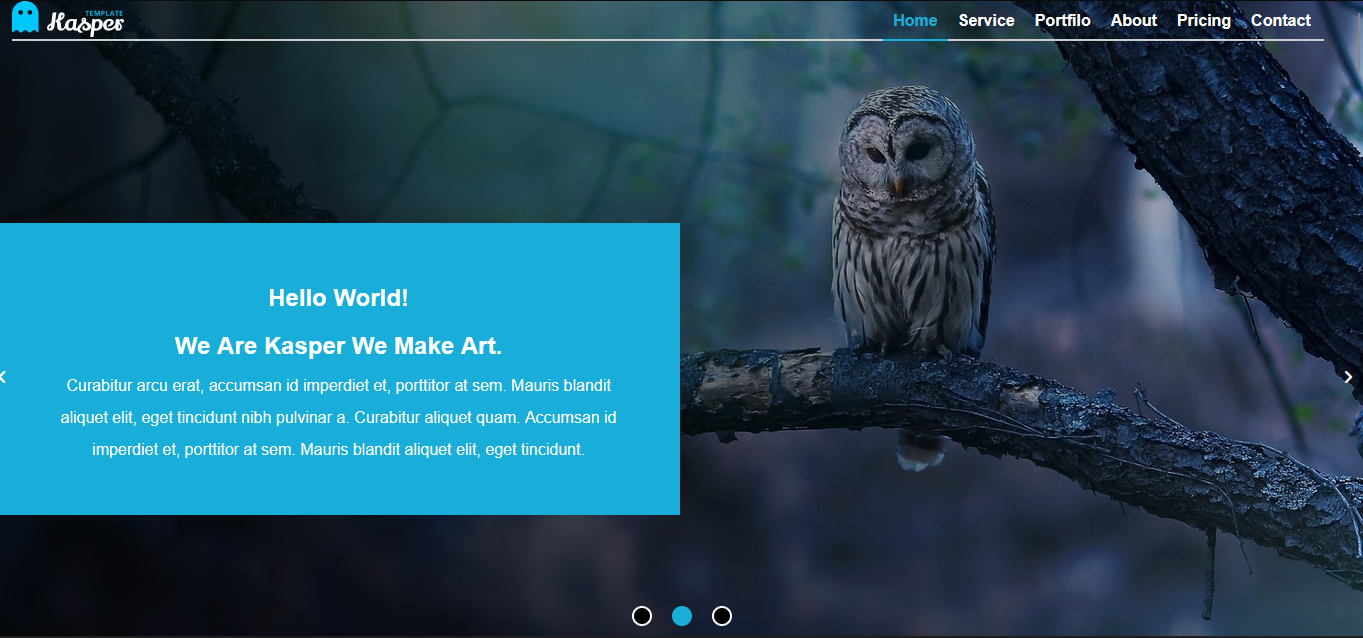 TEMPLATE
Kasper
Home Service Portfilo About Pricing Contact
Hello World!
We Are Kasper We Make Art.
Curabitur arcu erat, accumsan id imperdiet et, porttitor at sem. Mauris blandit
aliquet elit, eget tincidunt nibh pulvinar a. Curabitur aliquet quam. Accumsan id
imperdiet et, porttitor at sem. Mauris blandit aliquet elit, eget tincidunt.